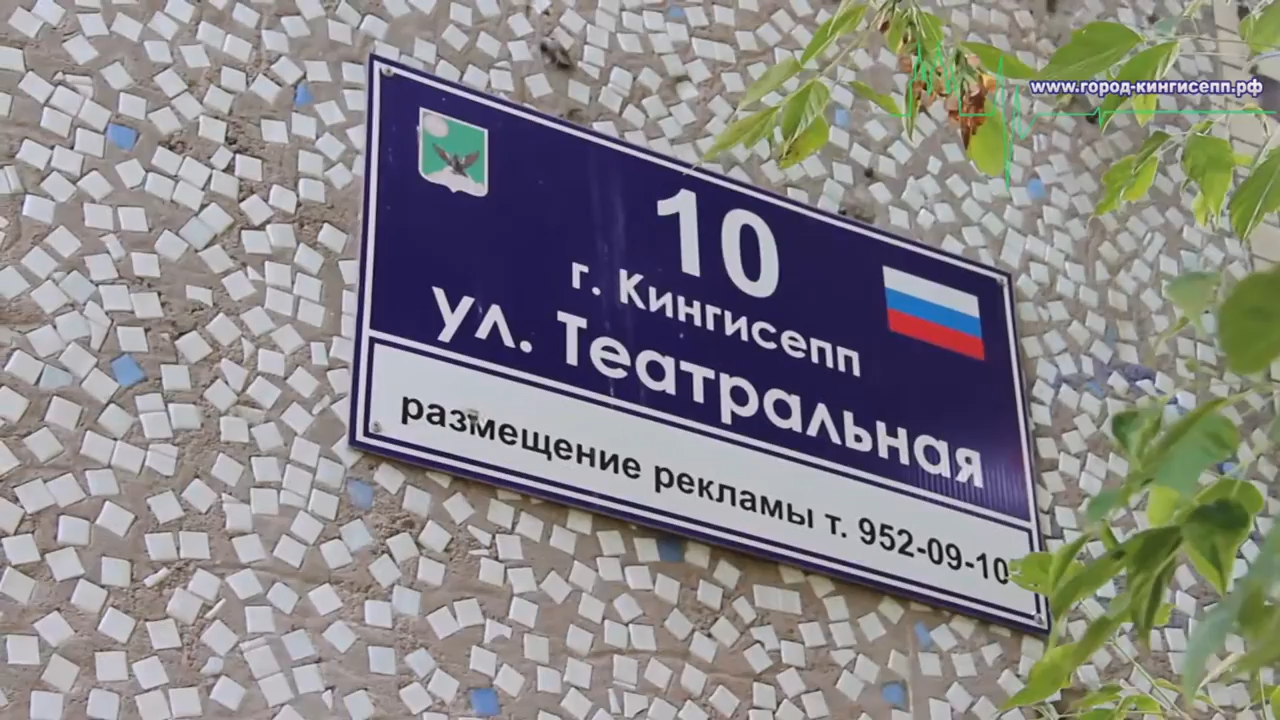 www.город-кингисепп.рф
10
г. Кингисепп
ул. Театральная
размещение рекламы т. 952-09-10